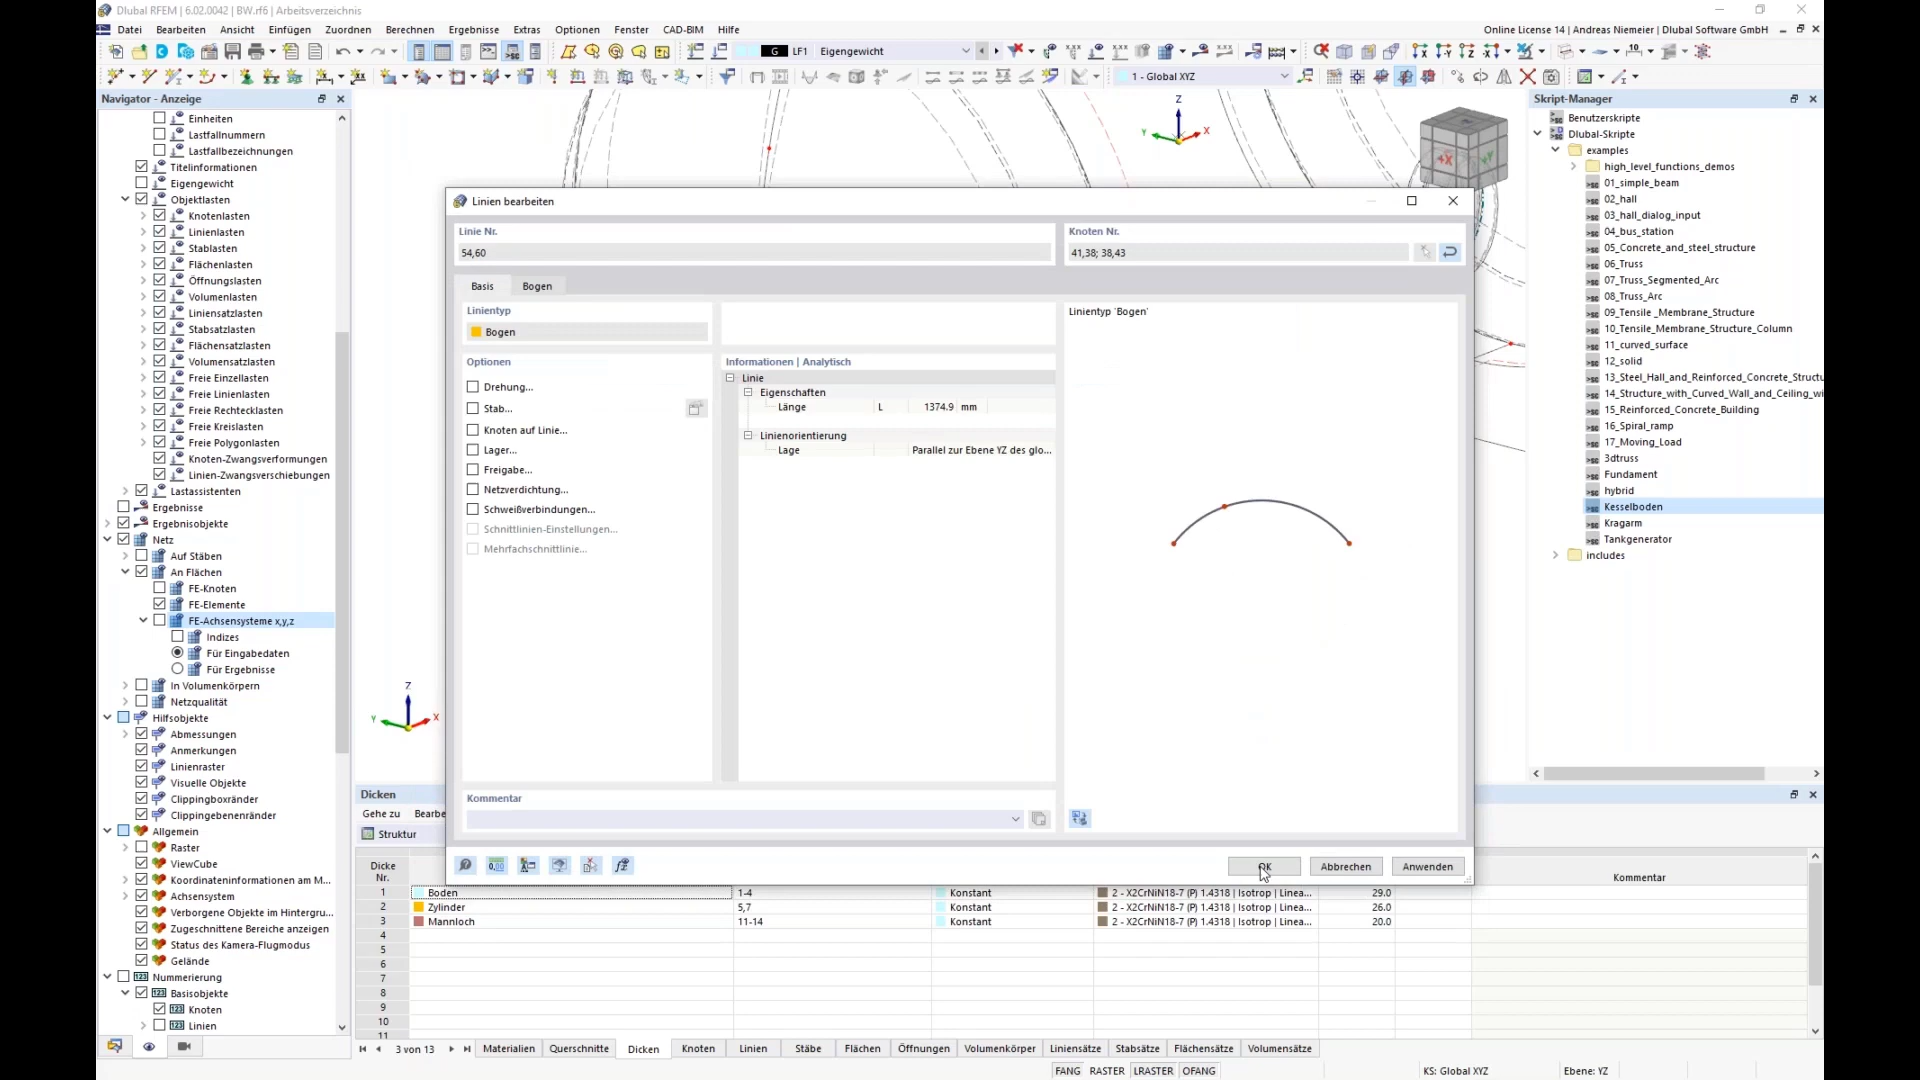 Dlubal RFEM | 6.02.0042 | BW.rf6 | Arbeitsverzeichnis
Datei Bearbeiten Ansicht Einfügen Zuordnen Berechnen Ergebnisse Extras Optionen Fenster CAD-BIM Hilfe
Online License 14 | Andreas Niemeier | Dlubal Software GmbH
G LF1 Eigengewicht
1 - Global XYZ
Navigator - Anzeige
Einheiten
Lastfallnummern
Lastfallbezeichnungen
Titelinformationen
Eigengewicht
Objektlasten
Knotenlasten
Linienlasten
Stablasten
Flächenlasten
Öffnungslasten
Volumenlasten
Liniensatzlasten
Stabsatzlasten
Flächensatzlasten
Volumensatzlasten
Freie Einzellasten
Freie Linienlasten
Freie Rechtecklasten
Freie Kreislasten
Freie Polygonlasten
Knoten-Zwangsverformungen
Linien-Zwangsverschiebungen
Lastassistenten
Ergebnisse
Ergebnisobjekte
Netz
Auf Stäben
An Flächen
FE-Knoten
FE-Elemente
FE-Achsensysteme x,y,z
Indizes
Für Eingabedaten
Für Ergebnisse
In Volumenkörpern
Netzqualität
Hilfsobjekte
Abmessungen
Anmerkungen
Linienraster
Visuelle Objekte
Clippingboxränder
Clippingebenenränder
Allgemein
Raster
ViewCube
Koordinateninformationen am M...
Achsensystem
Verborgene Objekte im Hintergru...
Zugeschnittene Bereiche anzeigen
Status des Kamera-Flugmodus
Gelände
Nummerierung
Basisobjekte
Knoten
Linien
Z
Y X
+X +Y
Z
Y X
Linien bearbeiten
Linie Nr.
54,60
Knoten Nr.
41,38; 38,43
Basis Bogen
Linientyp
Bogen
Optionen
Drehung...
Stab...
Knoten auf Linie...
Lager...
Freigabe...
Netzverdichtung...
Schweißverbindungen...
Schnittlinien-Einstellungen...
Mehrfachschnittlinie...
Informationen | Analytisch
Linie
Eigenschaften
Länge L 1374.9 mm
Linienorientierung
Lage Parallel zur Ebene YZ des glo...
Linientyp 'Bogen'
Kommentar
OK Abbrechen Anwenden
Skript-Manager
Benutzerskripte
Dlubal-Skripte
examples
high_level_functions_demos
01_simple_beam
02_hall
03_hall_dialog_input
04_bus_station
05_Concrete_and_steel_structure
06_Truss
07_Truss_Segmented_Arc
08_Truss_Arc
09_Tensile _Membrane_Structure
10_Tensile_Membrane_Structure_Column
11_curved_surface
12_solid
13_Steel_Hall_and_Reinforced_Concrete_Structu
14_Structure_with_Curved_Wall_and_Ceiling_wi
15_Reinforced_Concrete_Building
16_Spiral_ramp
17_Moving_Load
3dtruss
Fundament
hybrid
Kesselboden
Kragarm
Tankgenerator
includes
Dicken
Gehe zu Bearbe
Struktur
Dicke
Nr.
Kommentar
1 Boden 1-4 Konstant 2 - X2CrNiN18-7 (P) 1.4318 | Isotrop | Linea... 29.0
2 Zylinder 5,7 Konstant 2 - X2CrNiN18-7 (P) 1.4318 | Isotrop | Linea... 26.0
3 Mannloch 11-14 Konstant 2 - X2CrNiN18-7 (P) 1.4318 | Isotrop | Linea... 20.0
4
5
6
7
8
9
10
11
3 von 13 Materialien Querschnitte Dicken Knoten Linien Stäbe Flächen Öffnungen Volumenkörper Liniensätze Stabsätze Flächensätze Volumensätze
FANG RASTER LRASTER OFANG KS: Global XYZ Ebene: YZ